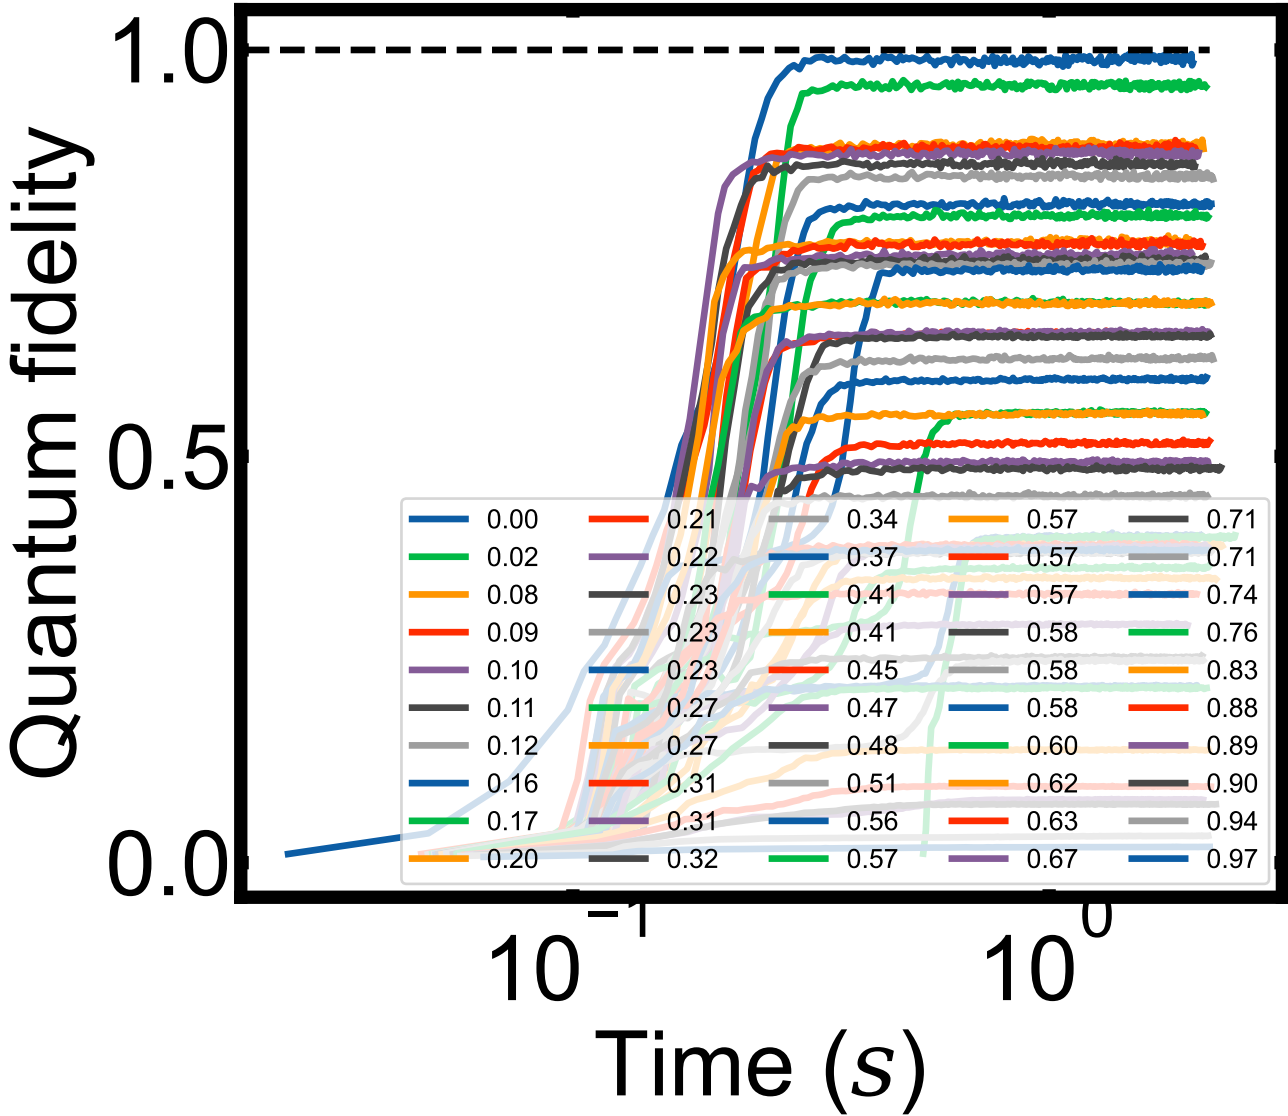 1.0
0.5
0.0
Quantum fidelity
0.00 0.21 0.34 0.57 0.71
0.02 0.22 0.37 0.57 0.71
0.08 0.23 0.41 0.57 0.74
0.09 0.23 0.41 0.58 0.76
0.10 0.23 0.45 0.58 0.83
0.11 0.27 0.47 0.58 0.88
0.12 0.27 0.48 0.60 0.89
0.16 0.31 0.51 0.62 0.90
0.17 0.31 0.56 0.63 0.94
0.20 0.32 0.57 0.67 0.97
10⁻¹ 10⁰
Time (s)